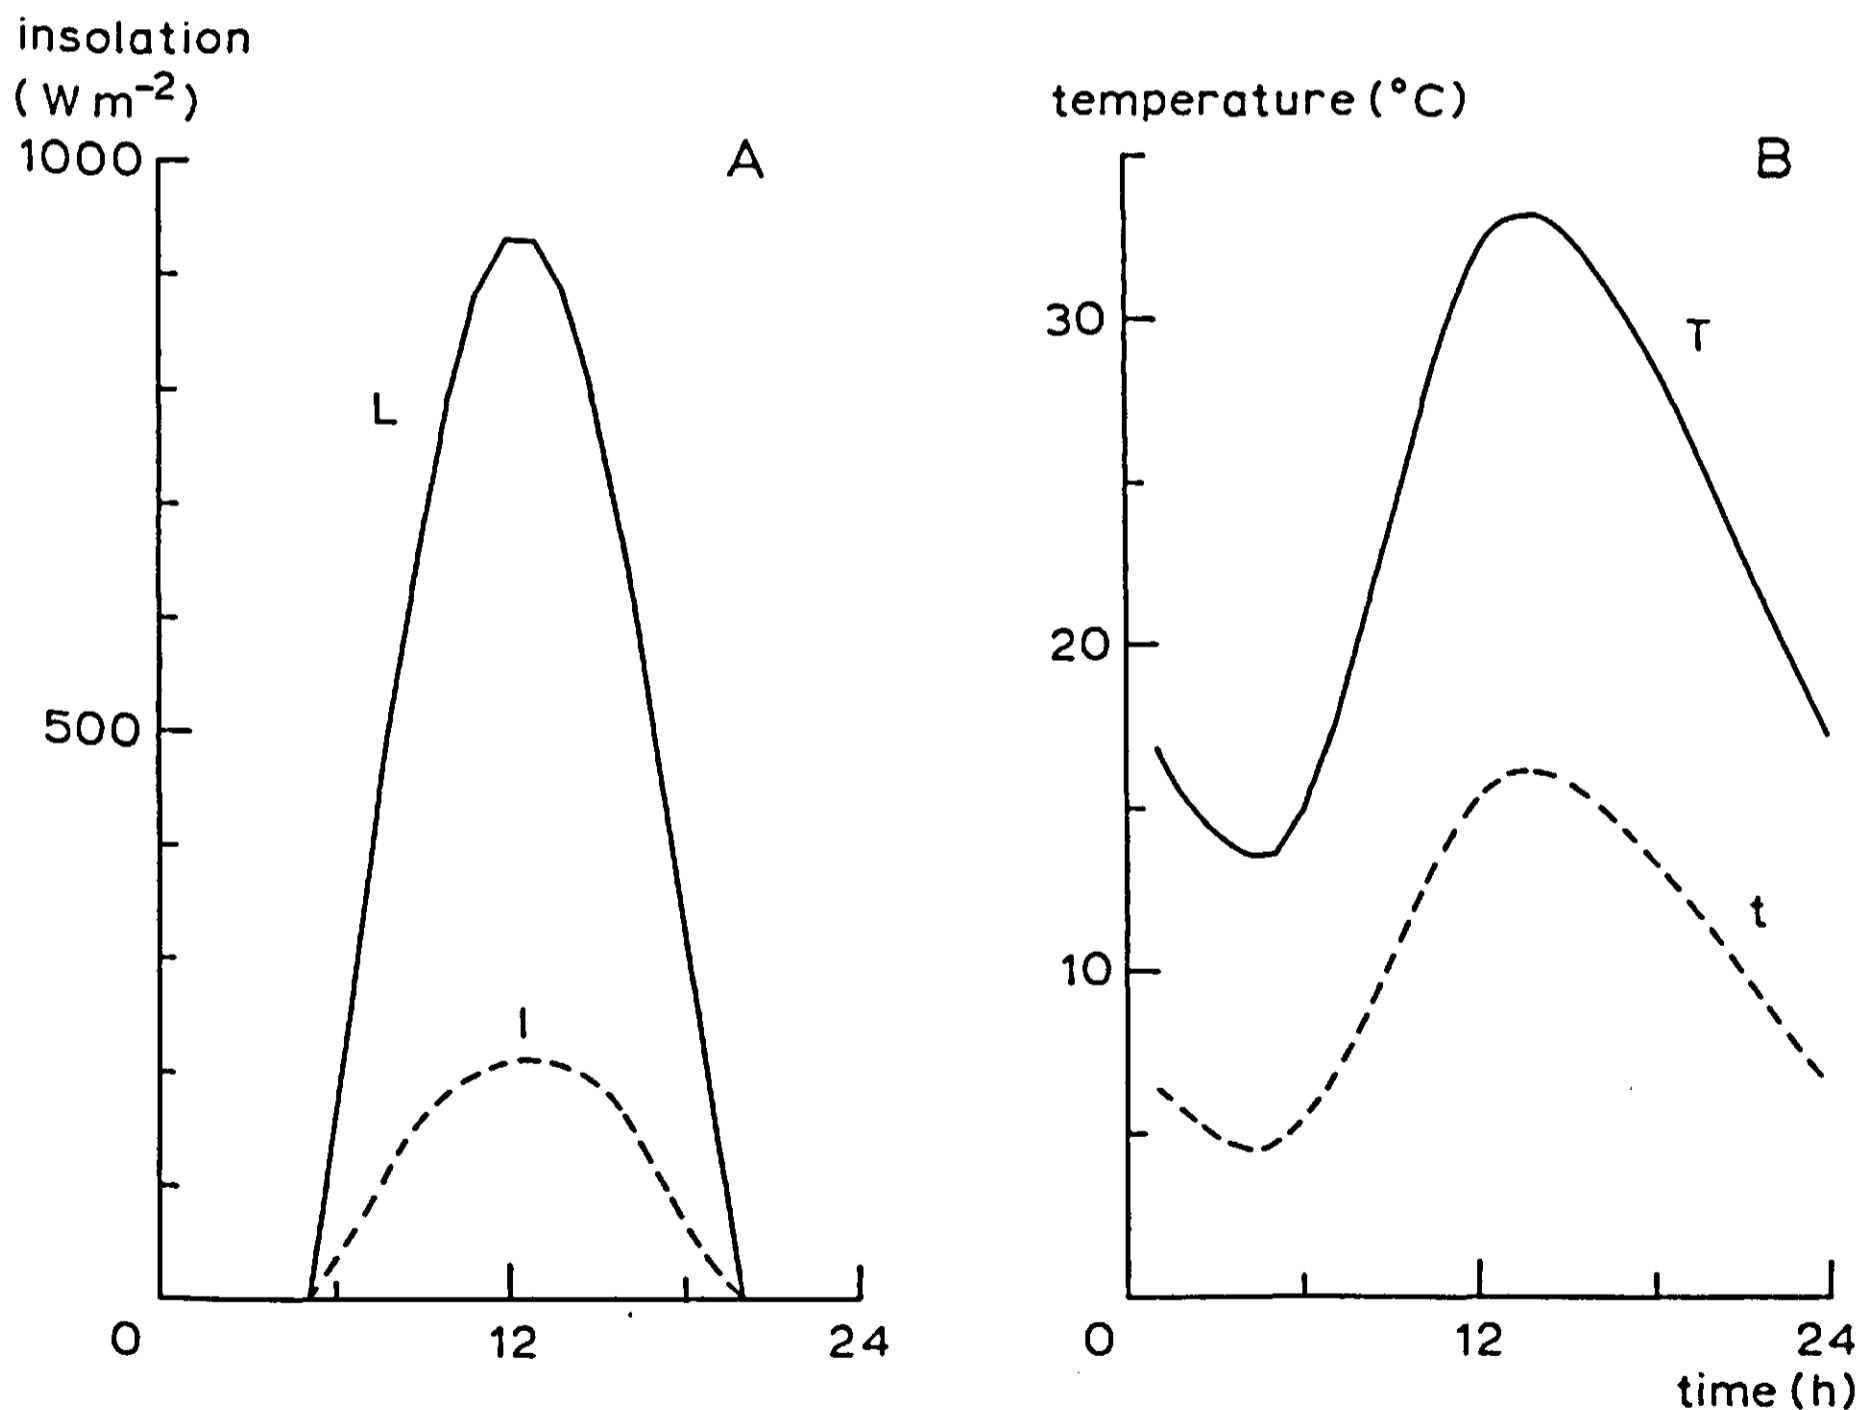 insolation
(W m⁻²)
1000
A
L
500
l
0
12
24
temperature (°C)
B
30
T
20
t
10
0
12
24
time (h)